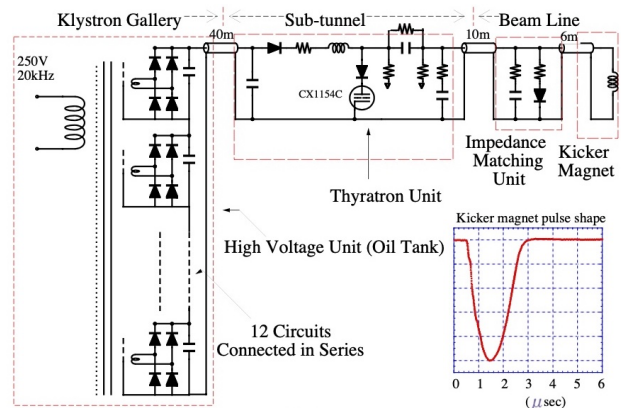 Klystron Gallery
Sub-tunnel
Beam Line
40m
10m
6m
250V
20kHz
CX1154C
Impedance
Matching
Unit
Kicker
Magnet
Thyratron Unit
High Voltage Unit (Oil Tank)
12 Circuits
Connected in Series
Kicker magnet pulse shape
0 1 2 3 4 5 6
(μsec)